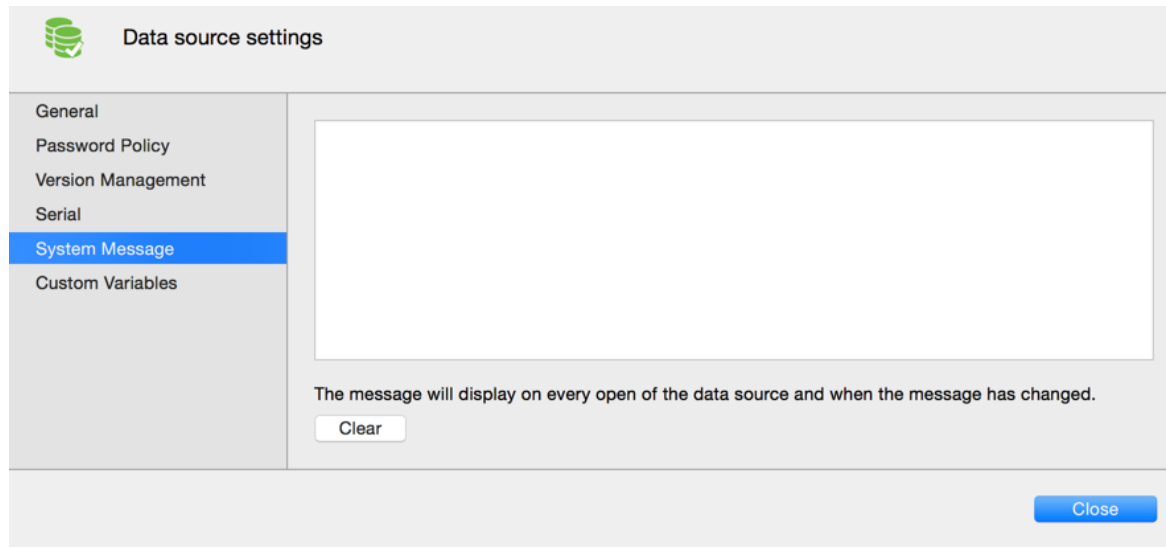 Data source settings
General
Password Policy
Version Management
Serial
System Message
Custom Variables
The message will display on every open of the data source and when the message has changed.
Clear
Close